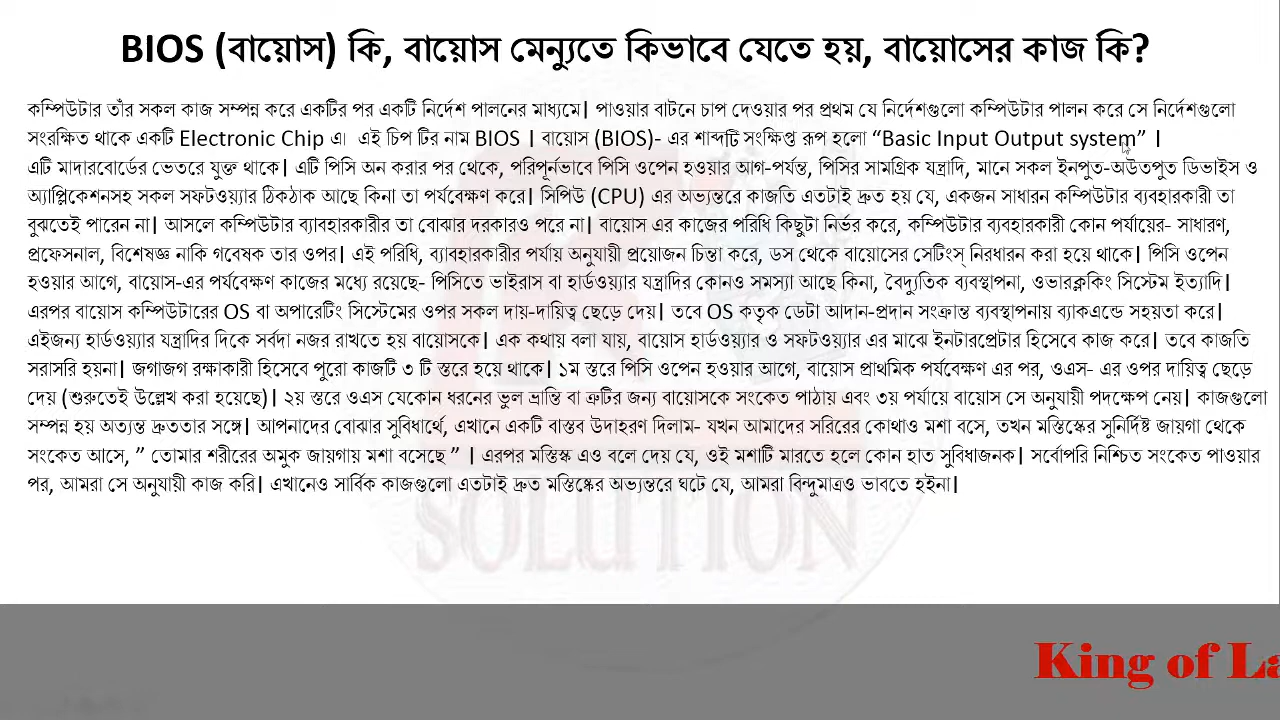 BIOS (বায়োস) কি, বায়োস মেন্যুতে কিভাবে যেতে হয়, বায়োসের কাজ কি?
কম্পিউটার তাঁর সকল কাজ সম্পন্ন করে একটির পর একটি নির্দেশ পালনের মাধ্যমে। পাওয়ার বাটনে চাপ দেওয়ার পর প্রথম যে নির্দেশগুলো কম্পিউটার পালন করে সে নির্দেশগুলো
সংরক্ষিত থাকে একটি Electronic Chip এ। এই চিপ টির নাম BIOS । বায়োস (BIOS)- এর শাব্দটি সংক্ষিপ্ত রূপ হলো “Basic Input Output system” ।
এটি মাদারবোর্ডের ভেতরে যুক্ত থাকে। এটি পিসি অন করার পর থেকে, পরিপূর্নভাবে পিসি ওপেন হওয়ার আগ-পর্যন্ত, পিসির সামগ্রিক যন্ত্রাদি, মানে সকল ইনপুত-অউতপুত ডিভাইস ও
অ্যাপ্লিকেশনসহ সকল সফটওয়্যার ঠিকঠাক আছে কিনা তা পর্যবেক্ষণ করে। সিপিউ (CPU) এর অভ্যন্তরে কাজতি এতটাই দ্রুত হয় যে, একজন সাধারন কম্পিউটার ব্যবহারকারী তা
বুঝতেই পারেন না। আসলে কম্পিউটার ব্যাবহারকারীর তা বোঝার দরকারও পরে না। বায়োস এর কাজের পরিধি কিছুটা নির্ভর করে, কম্পিউটার ব্যবহারকারী কোন পর্যায়ের- সাধারণ,
প্রফেসনাল, বিশেষজ্ঞ নাকি গবেষক তার ওপর। এই পরিধি, ব্যাবহারকারীর পর্যায় অনুযায়ী প্রয়োজন চিন্তা করে, ডস থেকে বায়োসের সেটিংস্ নিরধারন করা হয়ে থাকে। পিসি ওপেন
হওয়ার আগে, বায়োস-এর পর্যবেক্ষণ কাজের মধ্যে রয়েছে- পিসিতে ভাইরাস বা হার্ডওয়্যার যন্ত্রাদির কোনও সমস্যা আছে কিনা, বৈদ্যুতিক ব্যবস্থাপনা, ওভারক্লকিং সিস্টেম ইত্যাদি।
এরপর বায়োস কম্পিউটারের OS বা অপারেটিং সিস্টেমের ওপর সকল দায়-দায়িত্ব ছেড়ে দেয়। তবে OS কতৃক ডেটা আদান-প্রদান সংক্রান্ত ব্যবস্থাপনায় ব্যাকএন্ডে সহয়তা করে।
এইজন্য হার্ডওয়্যার যন্ত্রাদির দিকে সর্বদা নজর রাখতে হয় বায়োসকে। এক কথায় বলা যায়, বায়োস হার্ডওয়্যার ও সফটওয়্যার এর মাঝে ইনটারপ্রেটার হিসেবে কাজ করে। তবে কাজতি
সরাসরি হয়না। জগাজগ রক্ষাকারী হিসেবে পুরো কাজটি ৩ টি স্তরে হয়ে থাকে। ১ম স্তরে পিসি ওপেন হওয়ার আগে, বায়োস প্রাথমিক পর্যবেক্ষণ এর পর, ওএস- এর ওপর দায়িত্ব ছেড়ে
দেয় (শুরুতেই উল্লেখ করা হয়েছে)। ২য় স্তরে ওএস যেকোন ধরনের ভুল ভ্রান্তি বা ত্রুটির জন্য বায়োসকে সংকেত পাঠায় এবং ৩য় পর্যায়ে বায়োস সে অনুযায়ী পদক্ষেপ নেয়। কাজগুলো
সম্পন্ন হয় অত্যন্ত দ্রুততার সঙ্গে। আপনাদের বোঝার সুবিধার্থে, এখানে একটি বাস্তব উদাহরণ দিলাম- যখন আমাদের সরিরের কোথাও মশা বসে, তখন মস্তিস্কের সুনির্দিষ্ট জায়গা থেকে
সংকেত আসে, ” তোমার শরীরের অমুক জায়গায় মশা বসেছে ” । এরপর মস্তিস্ক এও বলে দেয় যে, ওই মশাটি মারতে হলে কোন হাত সুবিধাজনক। সর্বোপরি নিশ্চিত সংকেত পাওয়ার
পর, আমরা সে অনুযায়ী কাজ করি। এখানেও সার্বিক কাজগুলো এতটাই দ্রুত মস্তিষ্কের অভ্যন্তরে ঘটে যে, আমরা বিন্দুমাত্রও ভাবতে হইনা।
SOLUTION
King of La